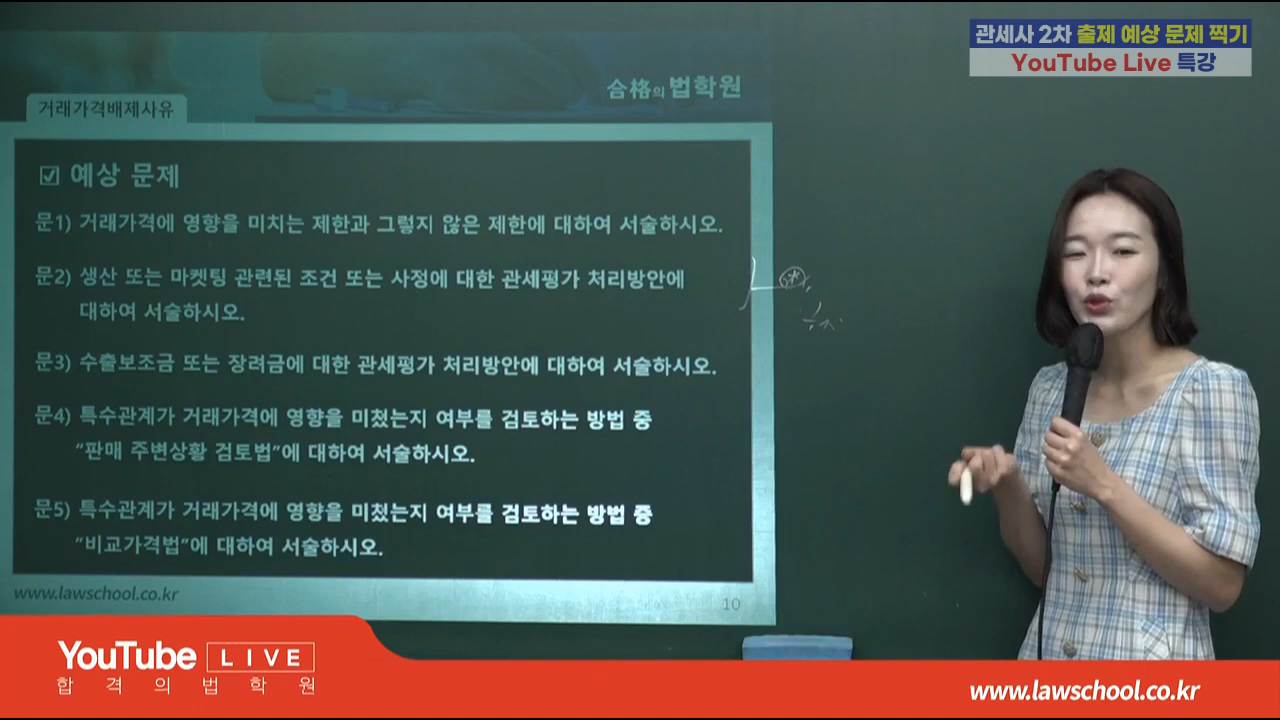 관세사 2차 출제 예상 문제 찍기
YouTube Live 특강
合格의 법학원
거래가격배제사유
☑ 예상 문제
문1) 거래가격에 영향을 미치는 제한과 그렇지 않은 제한에 대하여 서술하시오.
문2) 생산 또는 마켓팅 관련된 조건 또는 사정에 대한 관세평가 처리방안에
대하여 서술하시오.
문3) 수출보조금 또는 장려금에 대한 관세평가 처리방안에 대하여 서술하시오.
문4) 특수관계가 거래가격에 영향을 미쳤는지 여부를 검토하는 방법 중
“판매 주변상황 검토법”에 대하여 서술하시오.
문5) 특수관계가 거래가격에 영향을 미쳤는지 여부를 검토하는 방법 중
“비교가격법”에 대하여 서술하시오.
www.lawschool.co.kr
10
YouTube LIVE
합격의법학원
www.lawschool.co.kr